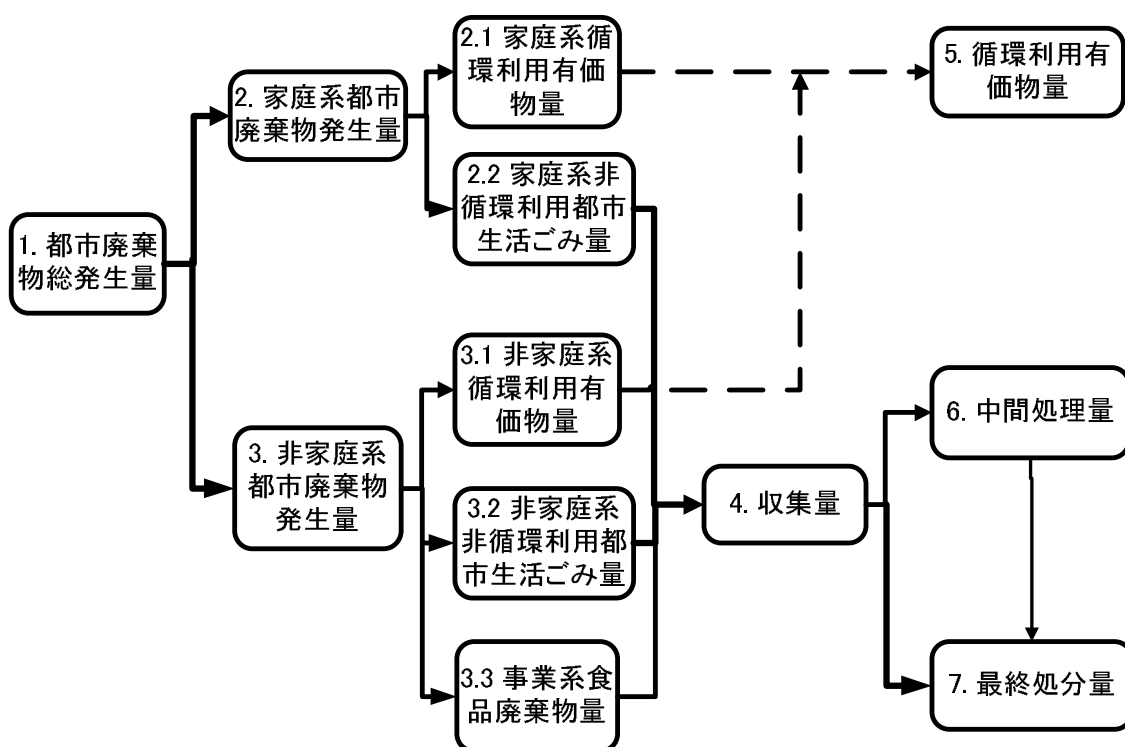 1. 都市廃棄
物総発生量
2. 家庭系都市
廃棄物発生量
2.1 家庭系循
環利用有価
物量
2.2 家庭系非
循環利用都市
生活ごみ量
3. 非家庭系
都市廃棄物
発生量
3.1 非家庭系
循環利用有
価物量
3.2 非家庭系
非循環利用都
市生活ごみ量
3.3 事業系食
品廃棄物量
4. 収集量
5. 循環利用有
価物量
6. 中間処理量
7. 最終処分量